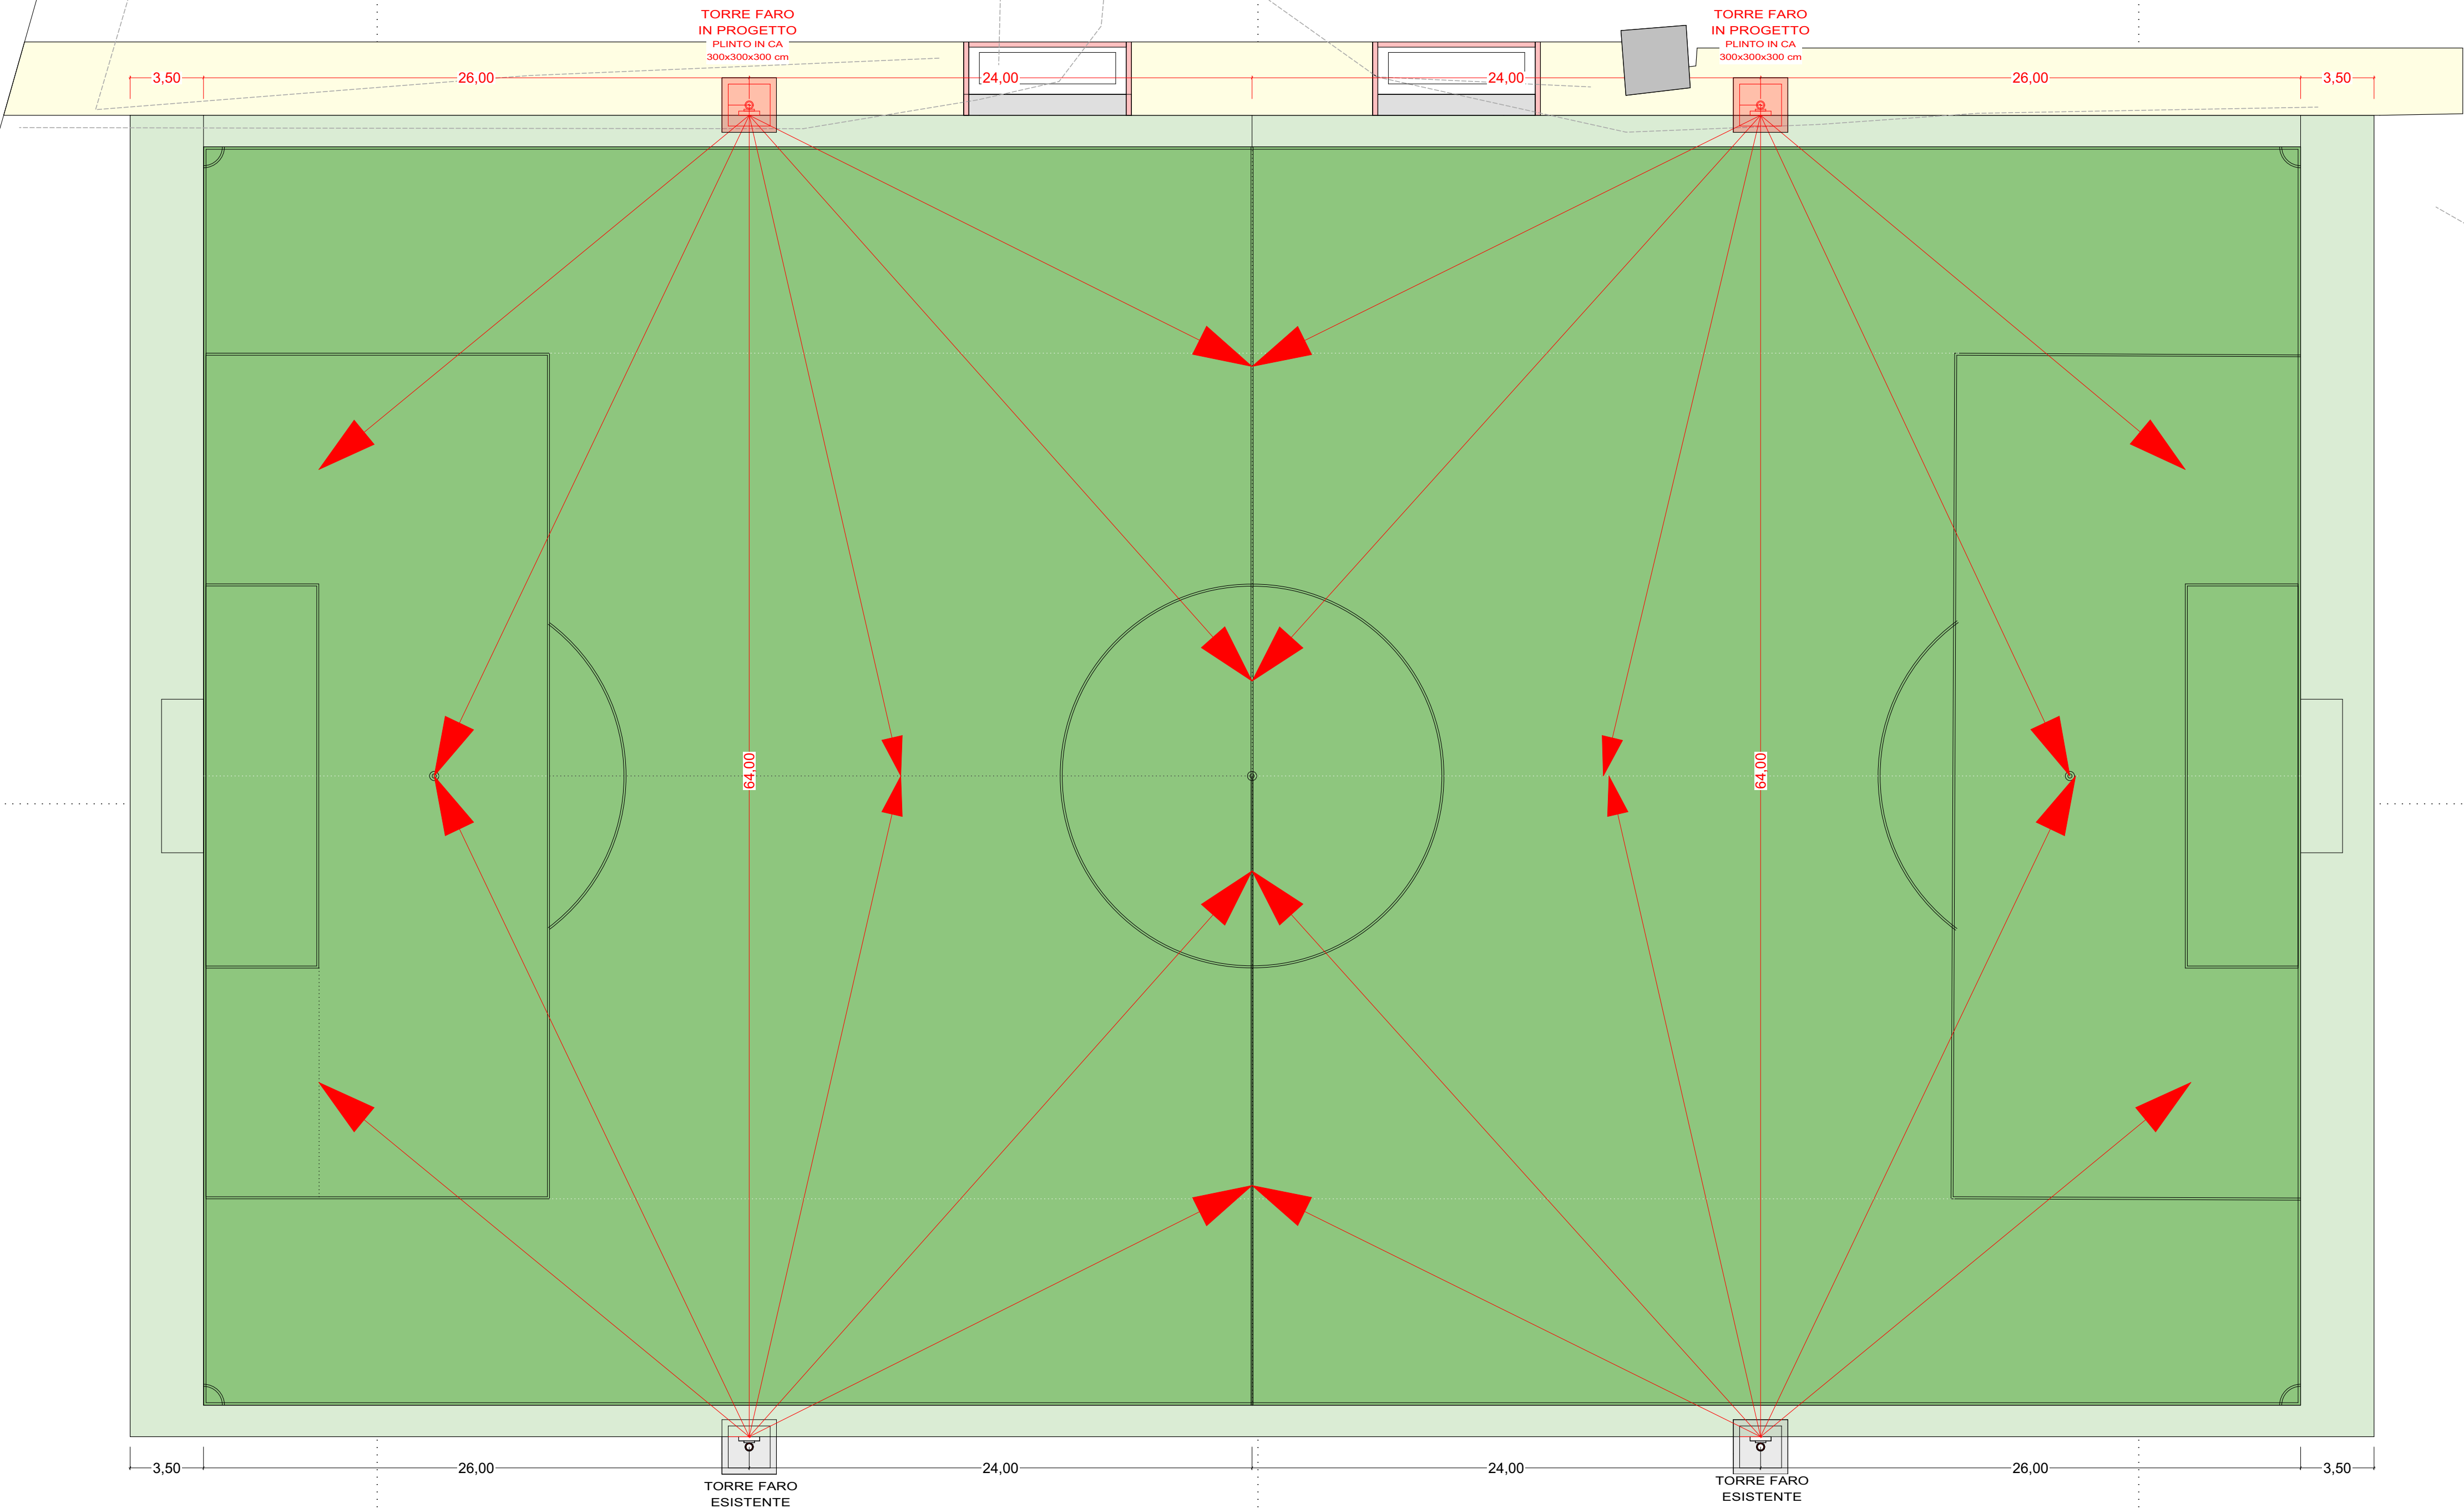 TORRE FARO
IN PROGETTO
PLINTO IN CA
300x300x300 cm
TORRE FARO
IN PROGETTO
PLINTO IN CA
300x300x300 cm
3,50 26,00 24,00 24,00 26,00 3,50
64,00 64,00
3,50 26,00 24,00 24,00 26,00 3,50
TORRE FARO
ESISTENTE
TORRE FARO
ESISTENTE